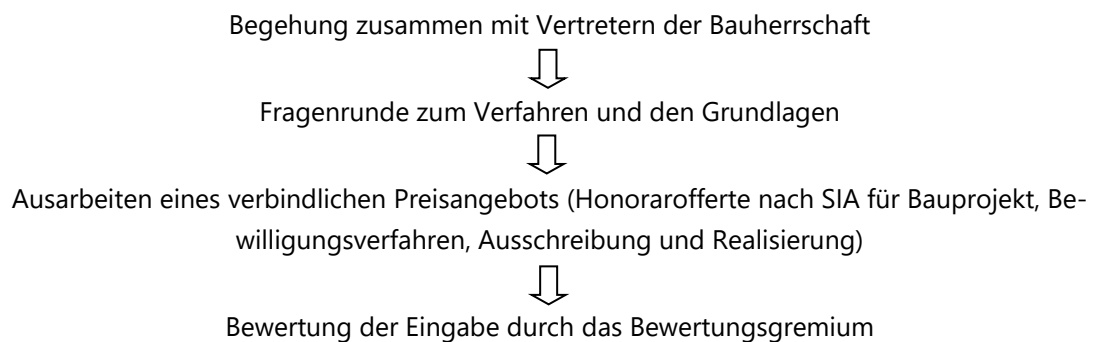 Begehung zusammen mit Vertretern der Bauherrschaft
Fragenrunde zum Verfahren und den Grundlagen
Ausarbeiten eines verbindlichen Preisangebots (Honorarofferte nach SIA für Bauprojekt, Be-
willigungsverfahren, Ausschreibung und Realisierung)
Bewertung der Eingabe durch das Bewertungsgremium